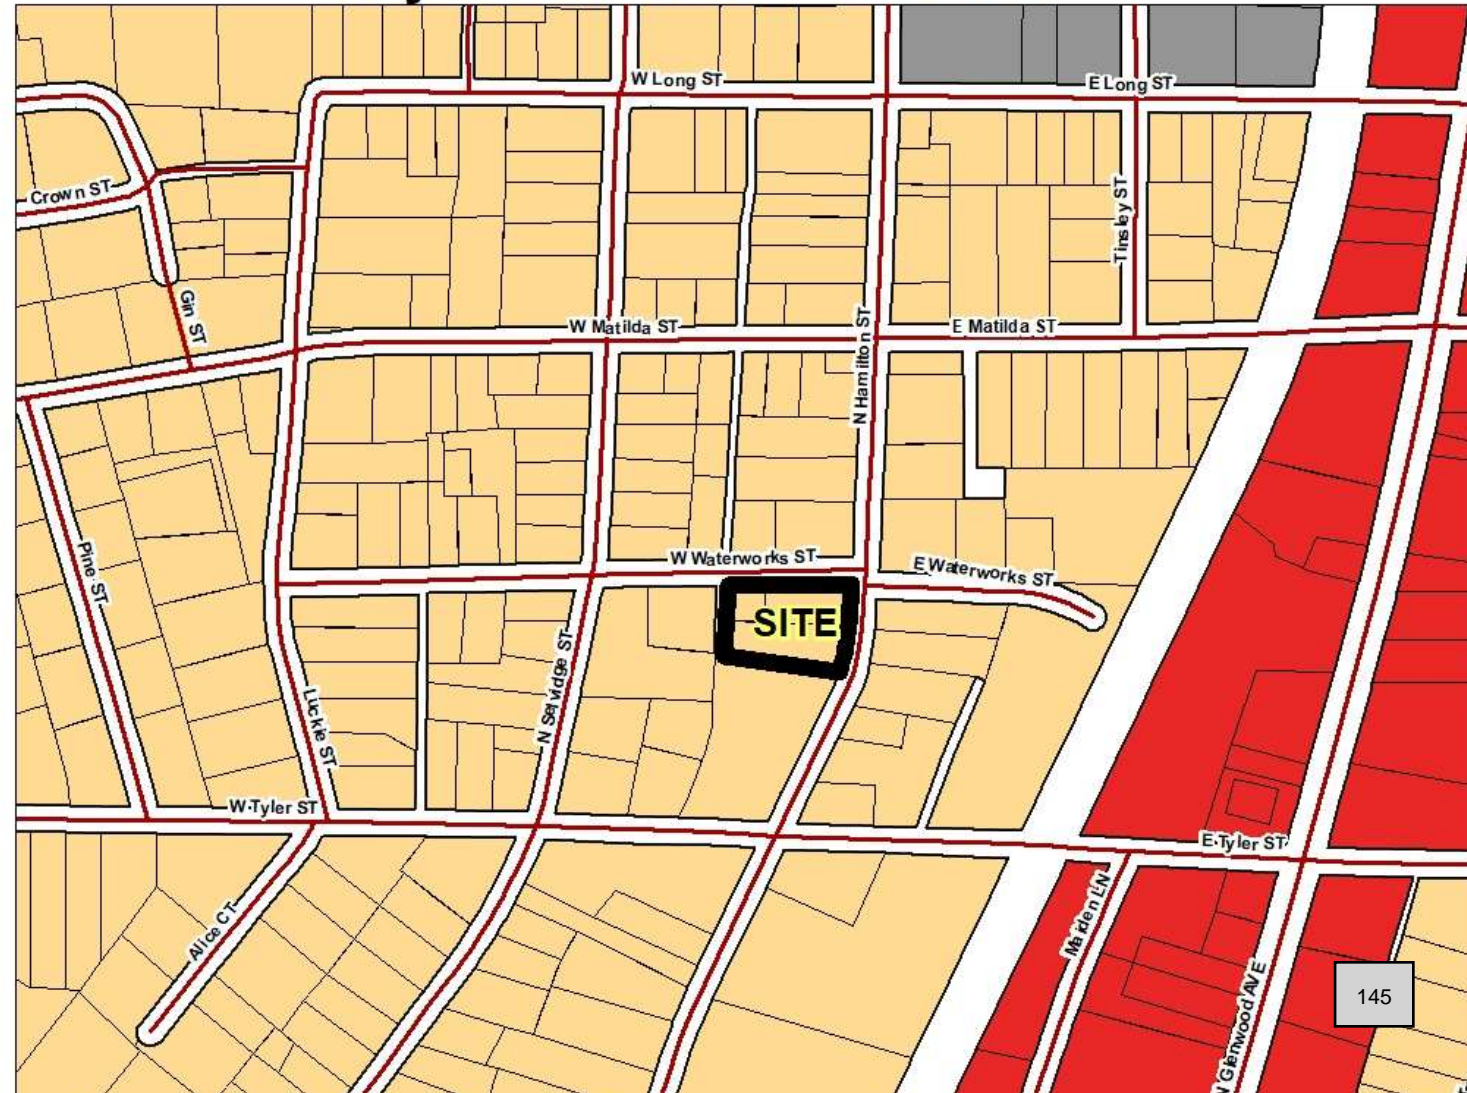 W Long ST
E Long ST
Crown ST
Tinsley ST
Gin ST
W Matilda ST
E Matilda ST
N Hamilton ST
Pine ST
W Waterworks ST
E Waterworks ST
SITE
N Selvidge ST
Luckie ST
W Tyler ST
E Tyler ST
Alice CT
Maiden LN
N Glenwood AVE
145